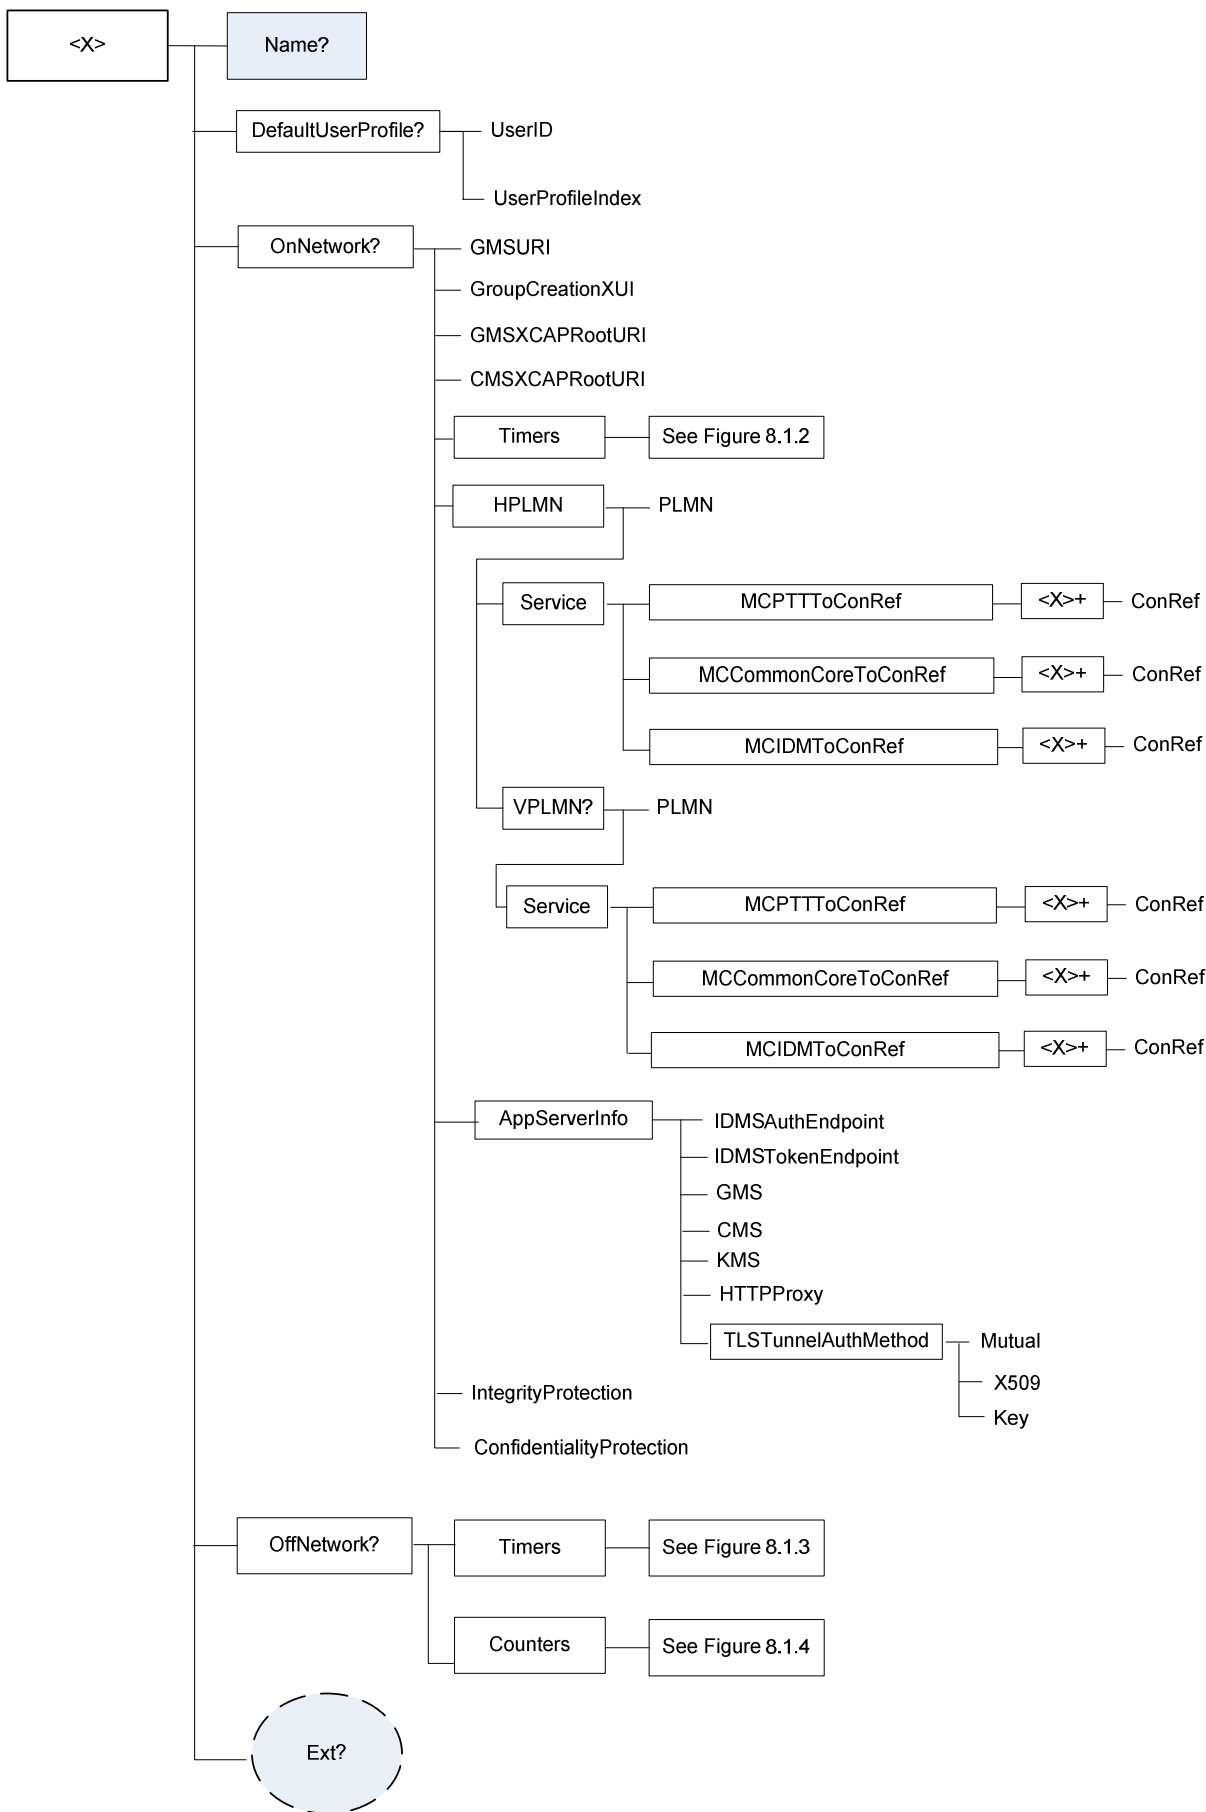 <X>
Name?
DefaultUserProfile?
UserID
UserProfileIndex
OnNetwork?
GMSURI
GroupCreationXUI
GMSXCAPRootURI
CMSXCAPRootURI
Timers
See Figure 8.1.2
HPLMN
PLMN
Service
MCPTTToConRef
<X>+
ConRef
MCCommonCoreToConRef
<X>+
ConRef
MCIDMToConRef
<X>+
ConRef
VPLMN?
PLMN
Service
MCPTTToConRef
<X>+
ConRef
MCCommonCoreToConRef
<X>+
ConRef
MCIDMToConRef
<X>+
ConRef
AppServerInfo
IDMSAuthEndpoint
IDMSTokenEndpoint
GMS
CMS
KMS
HTTPProxy
TLSTunnelAuthMethod
Mutual
X509
Key
IntegrityProtection
ConfidentialityProtection
OffNetwork?
Timers
See Figure 8.1.3
Counters
See Figure 8.1.4
Ext?